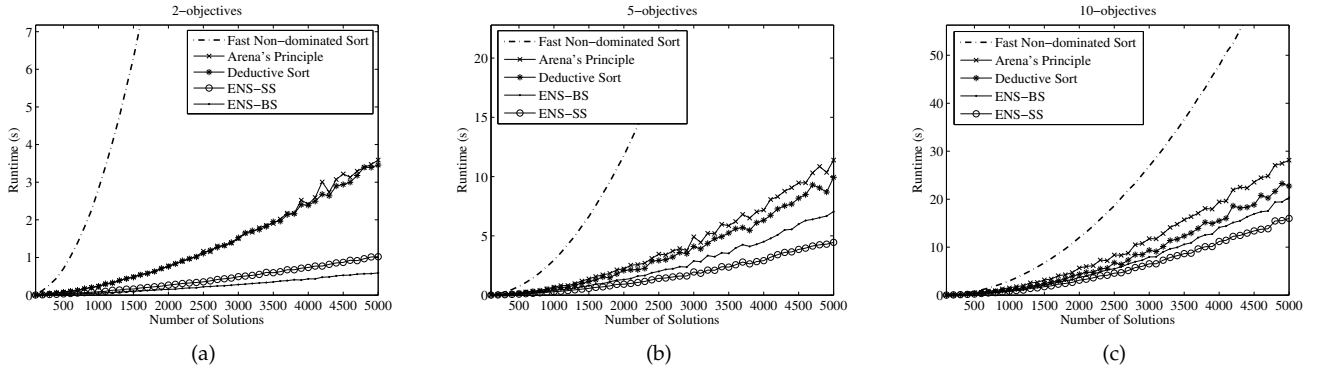 2−objectives
7
6
5
4
3
2
1
0
Runtime (s)
500 1000 1500 2000 2500 3000 3500 4000 4500 5000
Number of Solutions
Fast Non−dominated Sort
Arena's Principle
Deductive Sort
ENS−SS
ENS−BS
(a)
5−objectives
20
15
10
5
0
Runtime (s)
500 1000 1500 2000 2500 3000 3500 4000 4500 5000
Number of Solutions
Fast Non−dominated Sort
Arena's Principle
Deductive Sort
ENS−BS
ENS−SS
(b)
10−objectives
50
40
30
20
10
0
Runtime (s)
500 1000 1500 2000 2500 3000 3500 4000 4500 5000
Number of Solutions
Fast Non−dominated Sort
Arena's Principle
Deductive Sort
ENS−BS
ENS−SS
(c)